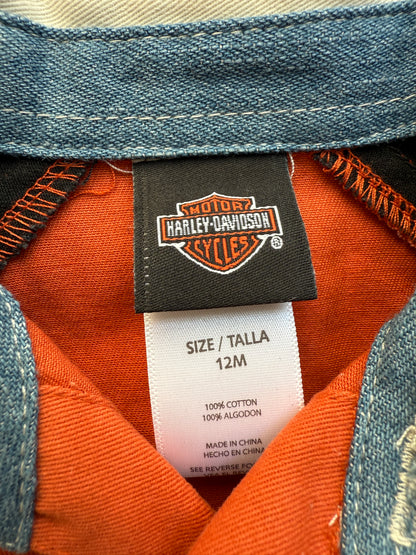 MOTOR
HARLEY-DAVIDSON
CYCLES
®
SIZE / TALLA
12M
100% COTTON
100% ALGODON
MADE IN CHINA
HECHO EN CHINA
SEE REVERSE FO